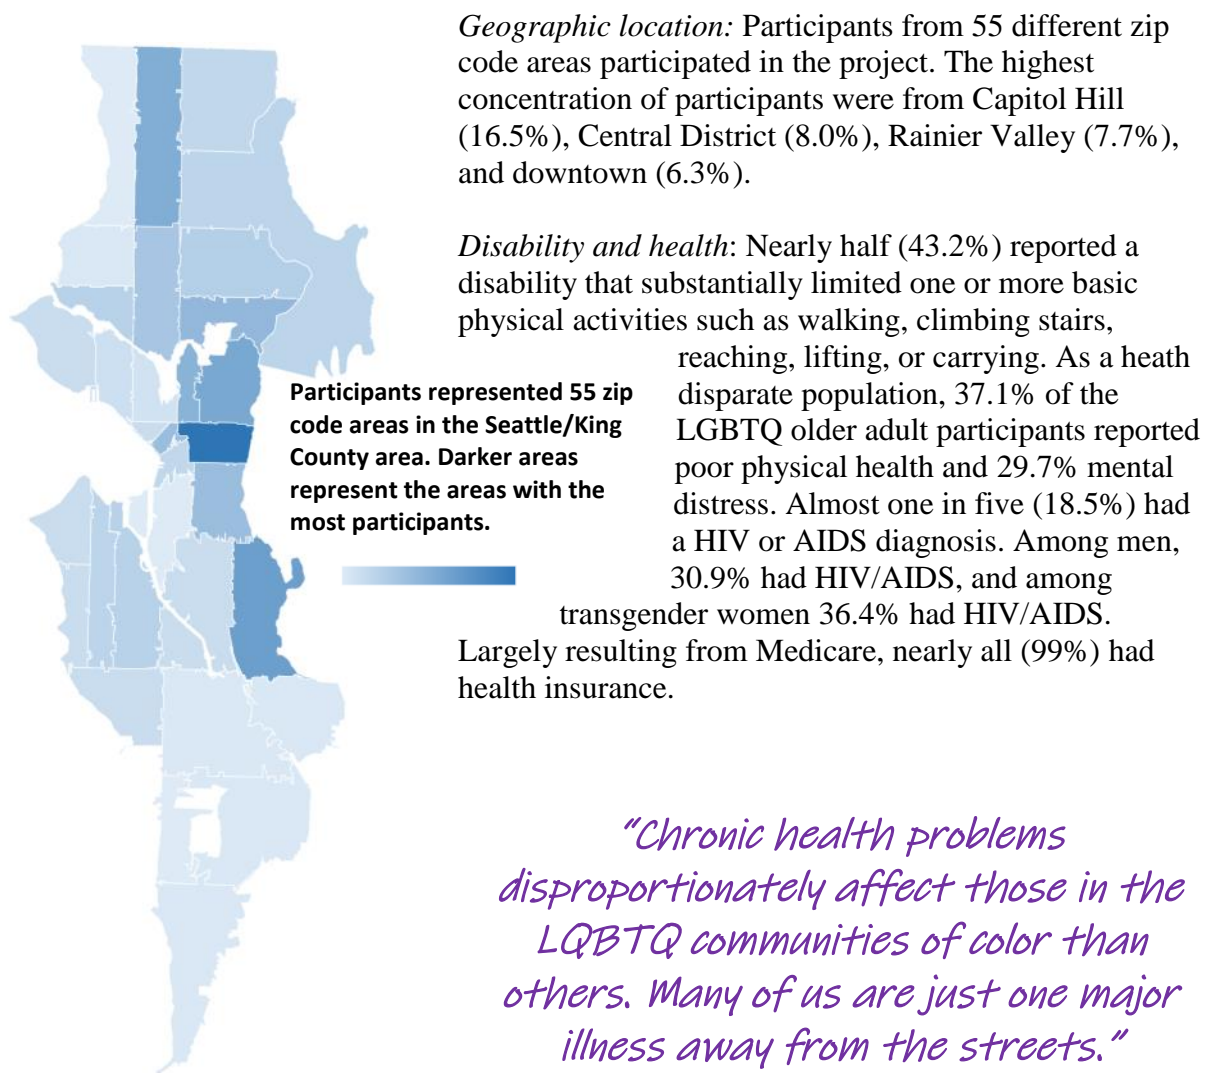 Geographic location: Participants from 55 different zip
code areas participated in the project. The highest
concentration of participants were from Capitol Hill
(16.5%), Central District (8.0%), Rainier Valley (7.7%),
and downtown (6.3%).
Disability and health: Nearly half (43.2%) reported a
disability that substantially limited one or more basic
physical activities such as walking, climbing stairs,
reaching, lifting, or carrying. As a heath
disparate population, 37.1% of the
LGBTQ older adult participants reported
poor physical health and 29.7% mental
distress. Almost one in five (18.5%) had
a HIV or AIDS diagnosis. Among men,
30.9% had HIV/AIDS, and among
transgender women 36.4% had HIV/AIDS.
Largely resulting from Medicare, nearly all (99%) had
health insurance.
Participants represented 55 zip
code areas in the Seattle/King
County area. Darker areas
represent the areas with the
most participants.
"Chronic health problems
disproportionately affect those in the
LQBTQ communities of color than
others. Many of us are just one major
illness away from the streets."